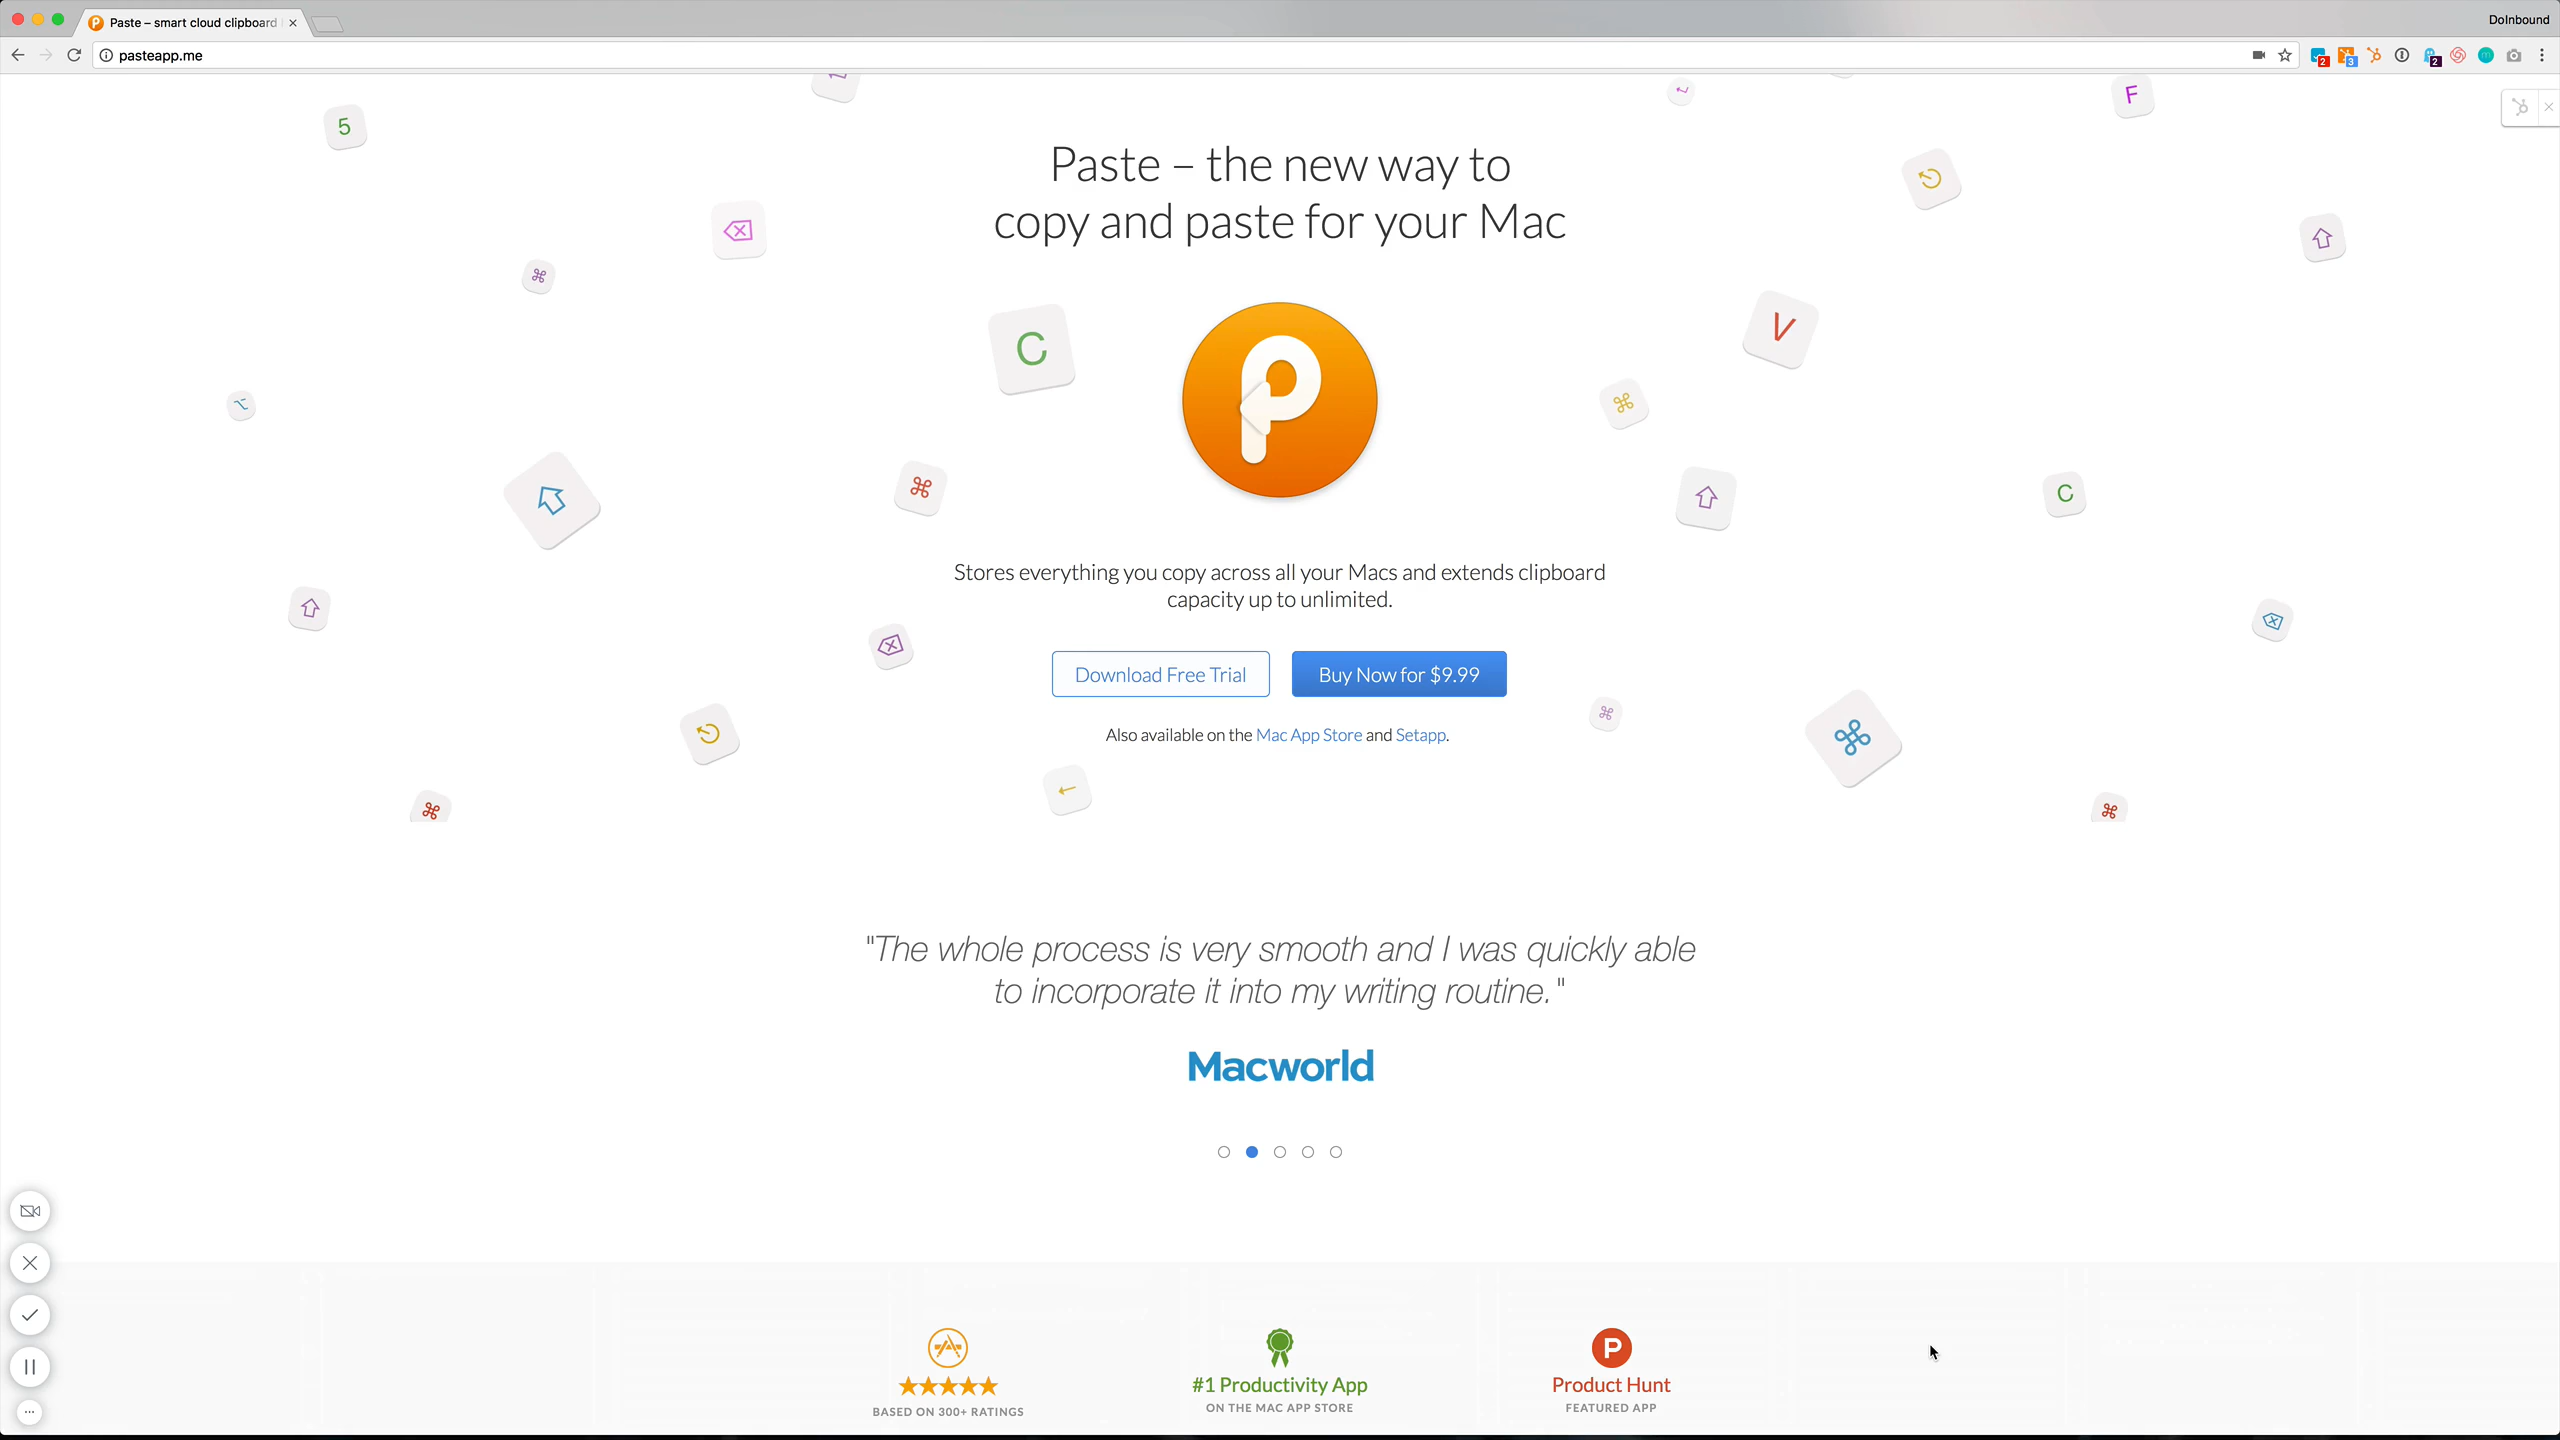 Paste – smart cloud clipboard
DoInbound
pasteapp.me
2
3
2
5
F
Paste – the new way to
copy and paste for your Mac
⌫
⌘
C
V
⌥
⌘
⌘
C
Stores everything you copy across all your Macs and extends clipboard
capacity up to unlimited.
Download Free Trial
Buy Now for $9.99
⌘
⌘
Also available on the Mac App Store and Setapp.
⌘
⌘
"The whole process is very smooth and I was quickly able
to incorporate it into my writing routine."
Macworld
BASED ON 300+ RATINGS
#1 Productivity App
ON THE MAC APP STORE
P
Product Hunt
FEATURED APP